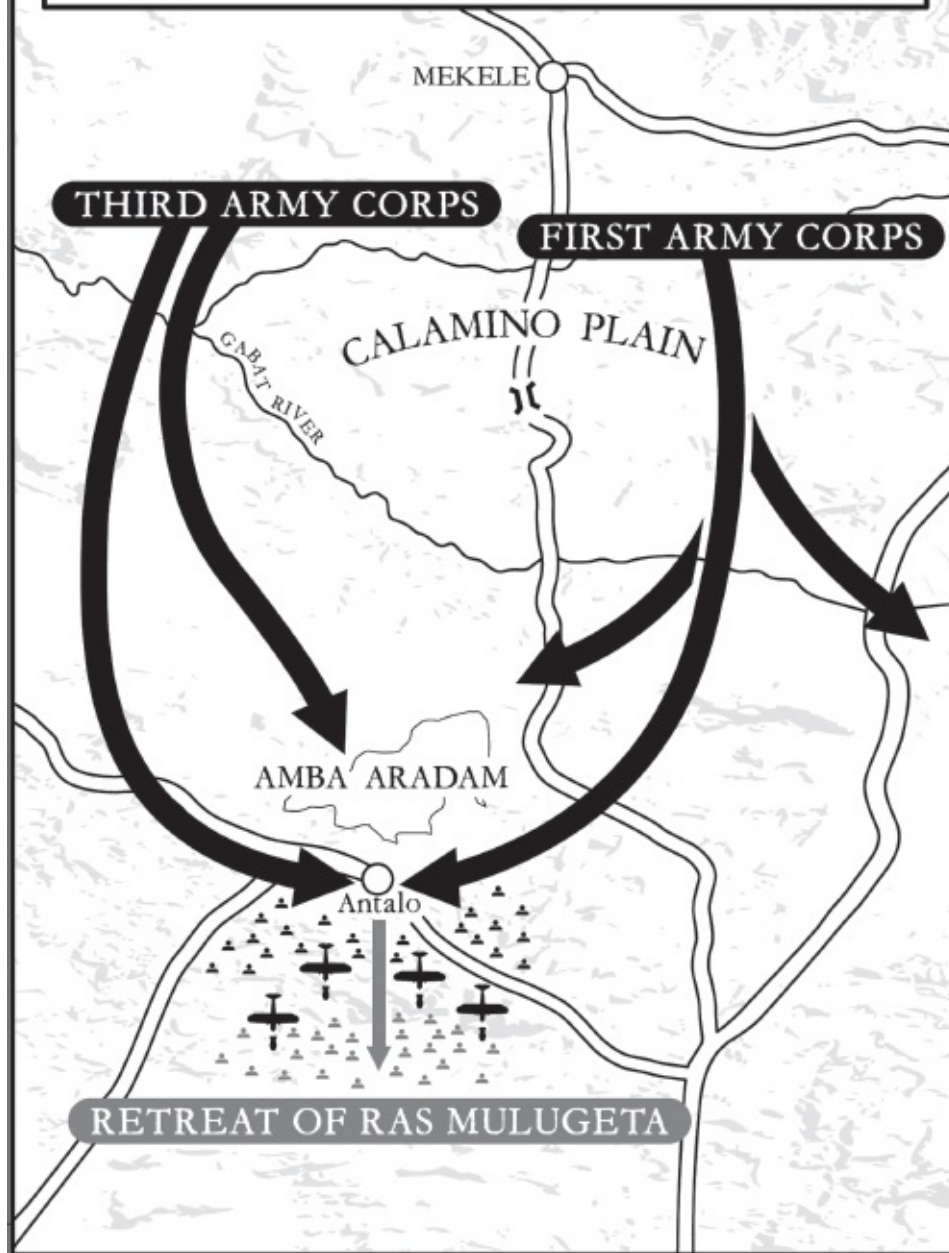 MEKELE
THIRD ARMY CORPS
FIRST ARMY CORPS
CALAMINO PLAIN
GABAT RIVER
AMBA ARADAM
Antalo
RETREAT OF RAS MULUGETA